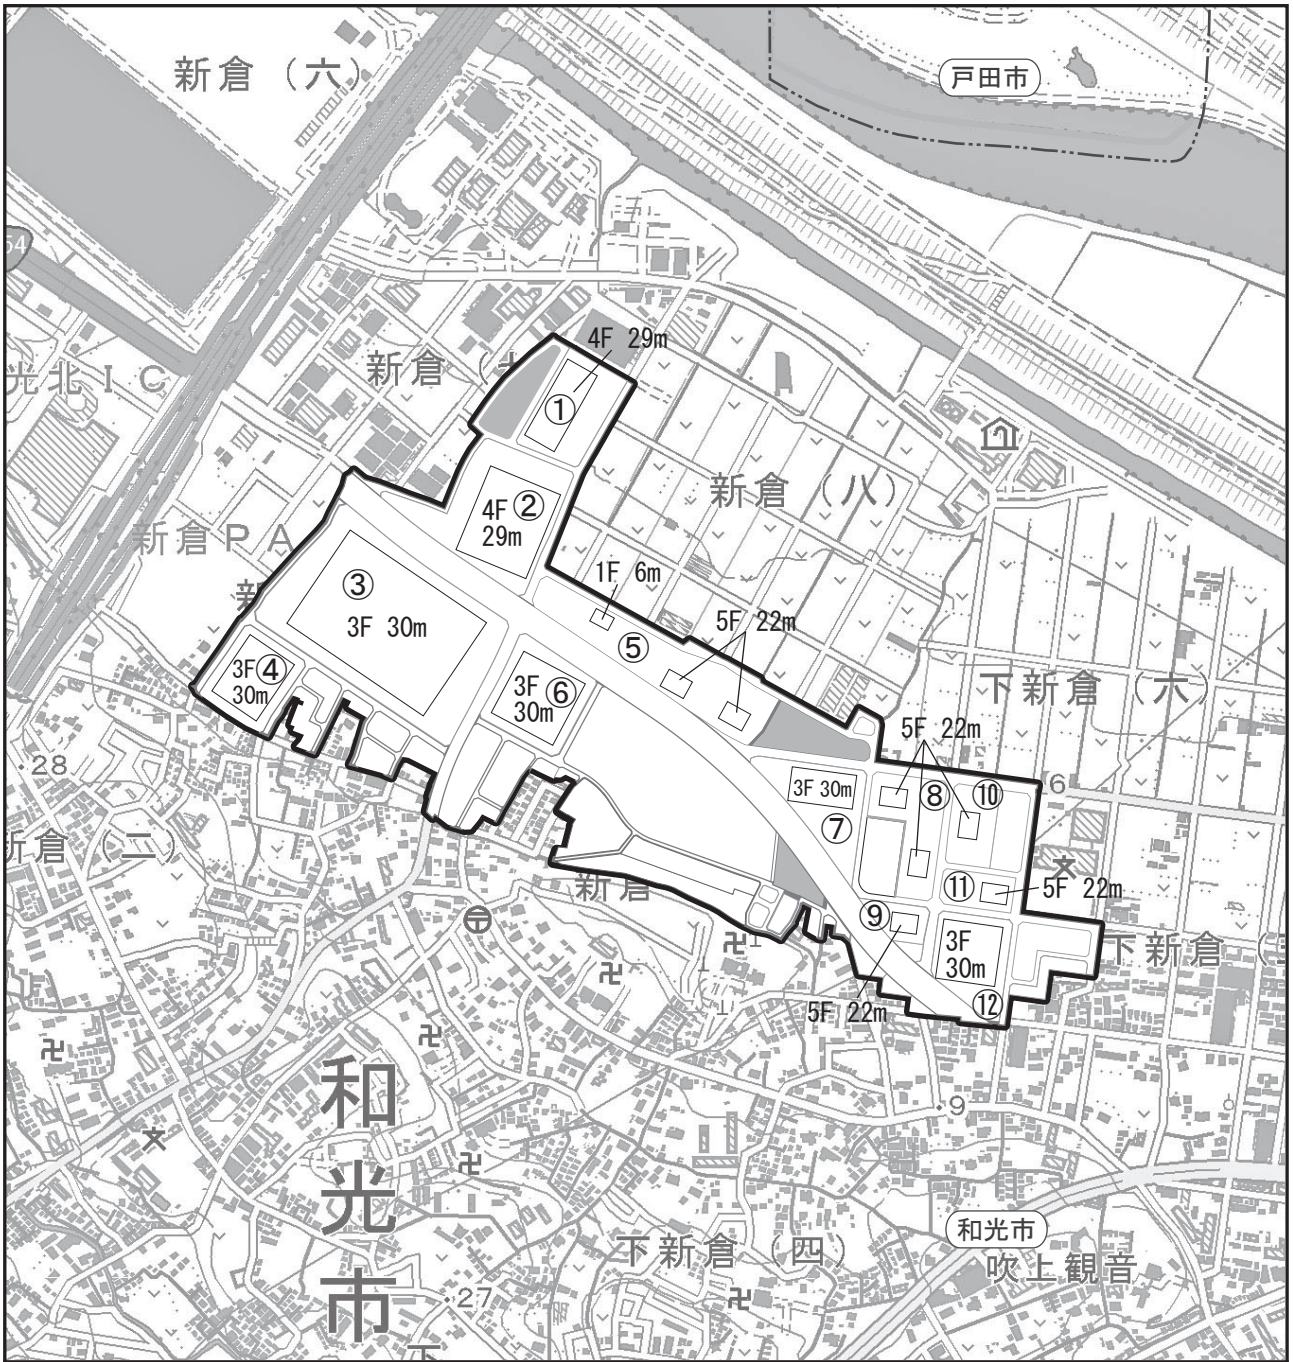 新倉（六）
戸田市
54
4F 29m
新倉（
光北IC
①
新倉（八）
②
4F
29m
新倉PA
1F 6m
③
5F 22m
3F 30m
⑤
④
3F
30m
⑥
3F
30m
下新倉（六）
5F 22m
28
6
3F 30m
⑧
⑩
⑦
新倉（二）
⑪
5F 22m
新倉
⑨
3F
30m
下新倉（
⑫
5F 22m
和光市
9
和光市
下新倉（四）
吹上観音
27
下